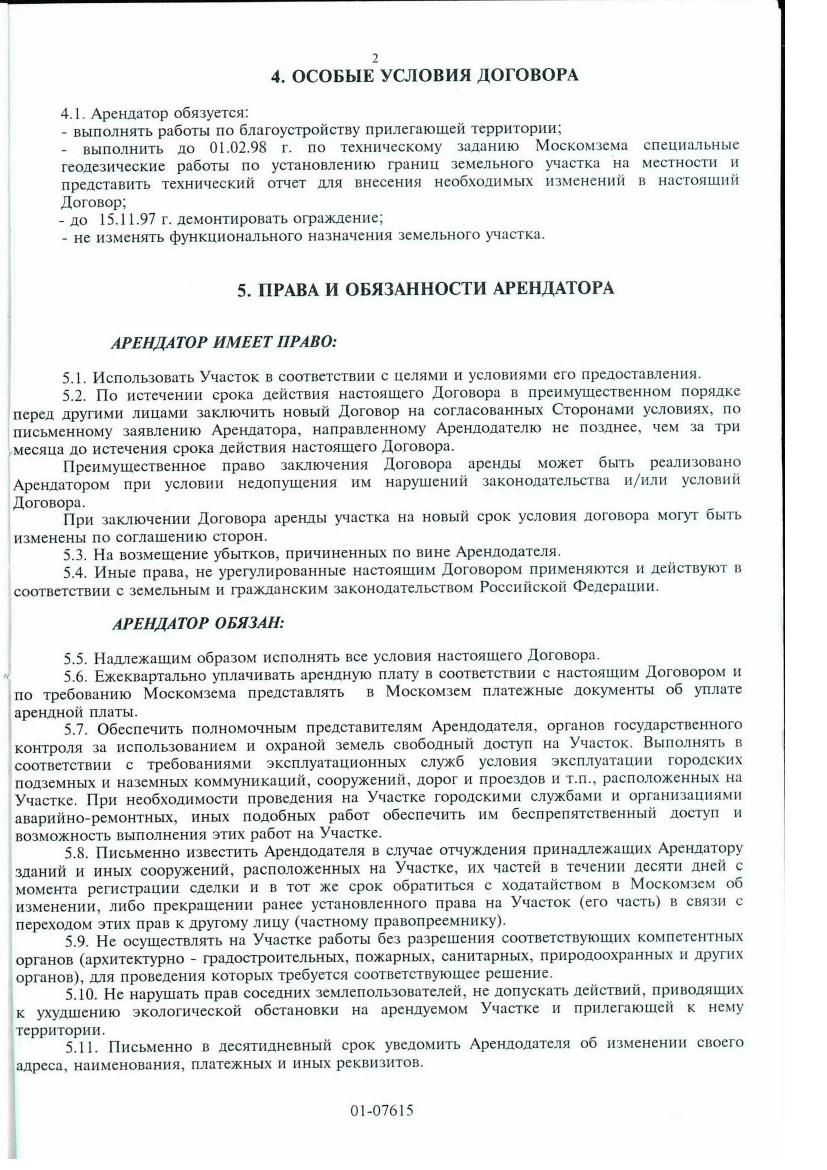 2
4. ОСОБЫЕ УСЛОВИЯ ДОГОВОРА
4.1. Арендатор обязуется:
- выполнять работы по благоустройству прилегающей территории;
- выполнить до 01.02.98 г. по техническому заданию Москомзема специальные
геодезические работы по установлению границ земельного участка на местности и
представить технический отчет для внесения необходимых изменений в настоящий
Договор;
- до 15.11.97 г. демонтировать ограждение;
- не изменять функционального назначения земельного участка.
5. ПРАВА И ОБЯЗАННОСТИ АРЕНДАТОРА
АРЕНДАТОР ИМЕЕТ ПРАВО:
5.1. Использовать Участок в соответствии с целями и условиями его предоставления.
5.2. По истечении срока действия настоящего Договора в преимущественном порядке
перед другими лицами заключить новый Договор на согласованных Сторонами условиях, по
письменному заявлению Арендатора, направленному Арендодателю не позднее, чем за три
месяца до истечения срока действия настоящего Договора.
Преимущественное право заключения Договора аренды может быть реализовано
Арендатором при условии недопущения им нарушений законодательства и/или условий
Договора.
При заключении Договора аренды участка на новый срок условия договора могут быть
изменены по соглашению сторон.
5.3. На возмещение убытков, причиненных по вине Арендодателя.
5.4. Иные права, не урегулированные настоящим Договором применяются и действуют в
соответствии с земельным и гражданским законодательством Российской Федерации.
АРЕНДАТОР ОБЯЗАН:
5.5. Надлежащим образом исполнять все условия настоящего Договора.
5.6. Ежеквартально уплачивать арендную плату в соответствии с настоящим Договором и
по требованию Москомзема представлять в Москомзем платежные документы об уплате
арендной платы.
5.7. Обеспечить полномочным представителям Арендодателя, органов государственного
контроля за использованием и охраной земель свободный доступ на Участок. Выполнять в
соответствии с требованиями эксплуатационных служб условия эксплуатации городских
подземных и наземных коммуникаций, сооружений, дорог и проездов и т.п., расположенных на
Участке. При необходимости проведения на Участке городскими службами и организациями
аварийно-ремонтных, иных подобных работ обеспечить им беспрепятственный доступ и
возможность выполнения этих работ на Участке.
5.8. Письменно известить Арендодателя в случае отчуждения принадлежащих Арендатору
зданий и иных сооружений, расположенных на Участке, их частей в течении десяти дней с
момента регистрации сделки и в тот же срок обратиться с ходатайством в Москомзем об
изменении, либо прекращении ранее установленного права на Участок (его часть) в связи с
переходом этих прав к другому лицу (частному правопреемнику).
5.9. Не осуществлять на Участке работы без разрешения соответствующих компетентных
органов (архитектурно - градостроительных, пожарных, санитарных, природоохранных и других
органов), для проведения которых требуется соответствующее решение.
5.10. Не нарушать прав соседних землепользователей, не допускать действий, приводящих
к ухудшению экологической обстановки на арендуемом Участке и прилегающей к нему
территории.
5.11. Письменно в десятидневный срок уведомить Арендодателя об изменении своего
адреса, наименования, платежных и иных реквизитов.
01-07615